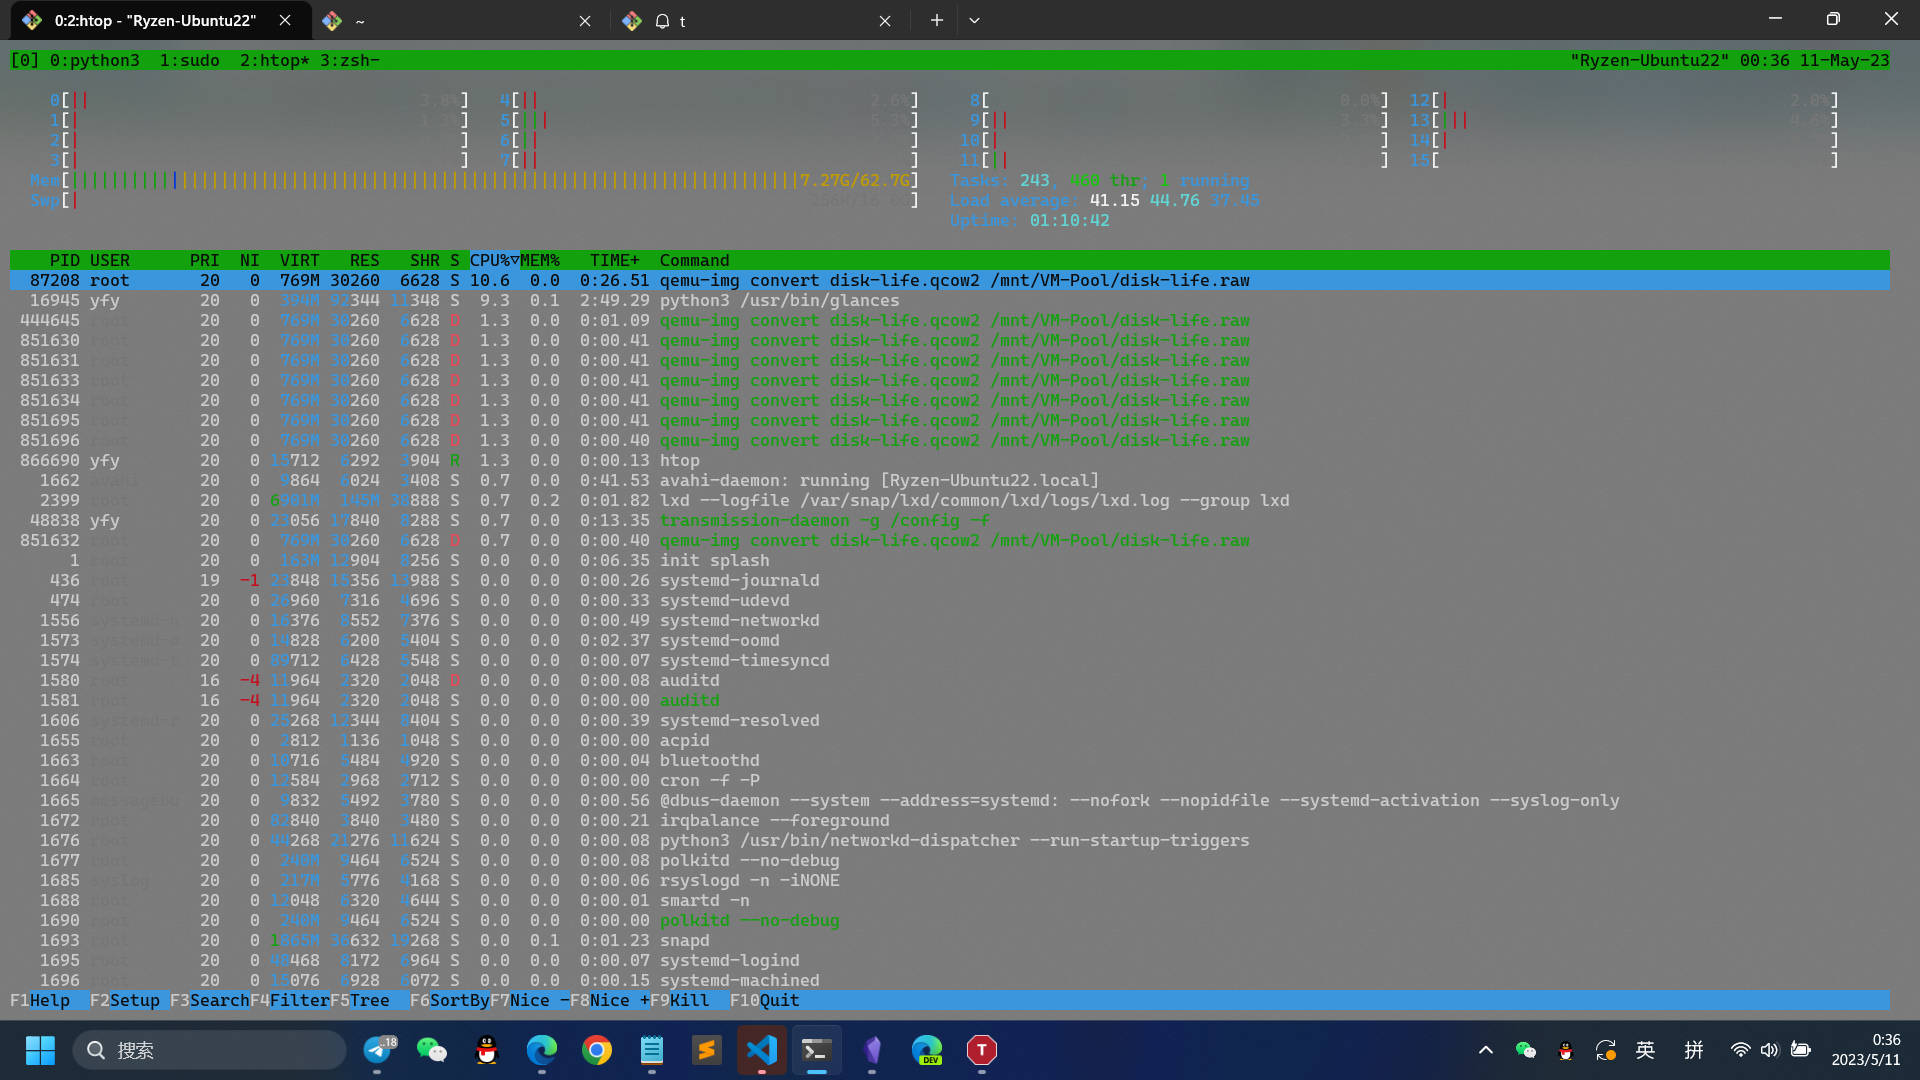 0:2:htop - "Ryzen-Ubuntu22" ~ t
[0] 0:python3 1:sudo 2:htop* 3:zsh- "Ryzen-Ubuntu22" 00:36 11-May-23
0[|| 3.8%] 4[|| 2.6%] 8[ 0.0%] 12[| 2.0%]
1[| 1.3%] 5[||| 5.3%] 9[|| 3.3%] 13[||| 4.6%]
2[| ] 6[|| ] 10[| ] 14[| ]
3[| ] 7[|| ] 11[|| ] 15[ ]
Mem[ 7.27G/62.7G] Tasks: 243, 460 thr; 1 running
Swp[| 256K/16.0G] Load average: 41.15 44.76 37.45
Uptime: 01:10:42
PID USER PRI NI VIRT RES SHR S CPU%▽MEM% TIME+ Command
87208 root 20 0 769M 30260 6628 S 10.6 0.0 0:26.51 qemu-img convert disk-life.qcow2 /mnt/VM-Pool/disk-life.raw
16945 yfy 20 0 394M 92344 11348 S 9.3 0.1 2:49.29 python3 /usr/bin/glances
444645 root 20 0 769M 30260 6628 D 1.3 0.0 0:01.09 qemu-img convert disk-life.qcow2 /mnt/VM-Pool/disk-life.raw
851630 root 20 0 769M 30260 6628 D 1.3 0.0 0:00.41 qemu-img convert disk-life.qcow2 /mnt/VM-Pool/disk-life.raw
851631 root 20 0 769M 30260 6628 D 1.3 0.0 0:00.41 qemu-img convert disk-life.qcow2 /mnt/VM-Pool/disk-life.raw
851633 root 20 0 769M 30260 6628 D 1.3 0.0 0:00.41 qemu-img convert disk-life.qcow2 /mnt/VM-Pool/disk-life.raw
851634 root 20 0 769M 30260 6628 D 1.3 0.0 0:00.41 qemu-img convert disk-life.qcow2 /mnt/VM-Pool/disk-life.raw
851695 root 20 0 769M 30260 6628 D 1.3 0.0 0:00.41 qemu-img convert disk-life.qcow2 /mnt/VM-Pool/disk-life.raw
851696 root 20 0 769M 30260 6628 D 1.3 0.0 0:00.40 qemu-img convert disk-life.qcow2 /mnt/VM-Pool/disk-life.raw
866690 yfy 20 0 15712 6292 3904 R 1.3 0.0 0:00.13 htop
1662 avahi 20 0 9864 6024 3408 S 0.7 0.0 0:41.53 avahi-daemon: running [Ryzen-Ubuntu22.local]
2399 root 20 0 6901M 145M 38888 S 0.7 0.2 0:01.82 lxd --logfile /var/snap/lxd/common/lxd/logs/lxd.log --group lxd
48838 yfy 20 0 23056 17840 8288 S 0.7 0.0 0:13.35 transmission-daemon -g /config -f
851632 root 20 0 769M 30260 6628 D 0.7 0.0 0:00.40 qemu-img convert disk-life.qcow2 /mnt/VM-Pool/disk-life.raw
1 root 20 0 163M 12904 8256 S 0.0 0.0 0:06.35 init splash
436 root 19 -1 23848 15356 13988 S 0.0 0.0 0:00.26 systemd-journald
474 root 20 0 26960 7316 4696 S 0.0 0.0 0:00.33 systemd-udevd
1556 systemd-n 20 0 16376 8552 7376 S 0.0 0.0 0:00.49 systemd-networkd
1573 systemd-o 20 0 14828 6200 5404 S 0.0 0.0 0:02.37 systemd-oomd
1574 systemd-t 20 0 89712 6428 5548 S 0.0 0.0 0:00.07 systemd-timesyncd
1580 root 16 -4 11964 2320 2048 D 0.0 0.0 0:00.08 auditd
1581 root 16 -4 11964 2320 2048 S 0.0 0.0 0:00.00 auditd
1606 systemd-r 20 0 25268 12344 8404 S 0.0 0.0 0:00.39 systemd-resolved
1655 root 20 0 2812 1136 1048 S 0.0 0.0 0:00.00 acpid
1663 root 20 0 10716 5484 4920 S 0.0 0.0 0:00.04 bluetoothd
1664 root 20 0 12584 2968 2712 S 0.0 0.0 0:00.00 cron -f -P
1665 messagebu 20 0 9832 5492 3780 S 0.0 0.0 0:00.56 @dbus-daemon --system --address=systemd: --nofork --nopidfile --systemd-activation --syslog-only
1672 root 20 0 82840 3840 3480 S 0.0 0.0 0:00.21 irqbalance --foreground
1676 root 20 0 44268 21276 11624 S 0.0 0.0 0:00.08 python3 /usr/bin/networkd-dispatcher --run-startup-triggers
1677 root 20 0 240M 9464 6524 S 0.0 0.0 0:00.08 polkitd --no-debug
1685 syslog 20 0 217M 5776 4168 S 0.0 0.0 0:00.06 rsyslogd -n -iNONE
1688 root 20 0 12048 6320 4644 S 0.0 0.0 0:00.01 smartd -n
1690 root 20 0 240M 9464 6524 S 0.0 0.0 0:00.00 polkitd --no-debug
1693 root 20 0 1865M 36632 19268 S 0.0 0.1 0:01.23 snapd
1695 root 20 0 48468 8172 6964 S 0.0 0.0 0:00.07 systemd-logind
1696 root 20 0 15076 6928 6072 S 0.0 0.0 0:00.15 systemd-machined
F1Help F2Setup F3SearchF4FilterF5Tree F6SortByF7Nice -F8Nice +F9Kill F10Quit
搜索 ..18 DEV T 英 拼 0:36
2023/5/11